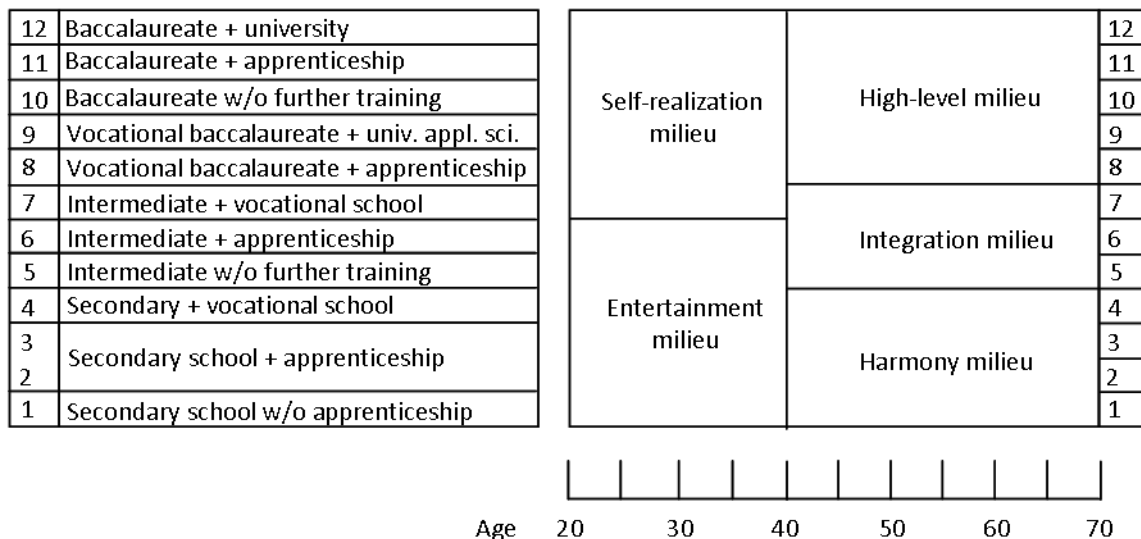 12 Baccalaureate + university
11 Baccalaureate + apprenticeship
10 Baccalaureate w/o further training
9 Vocational baccalaureate + univ. appl. sci.
8 Vocational baccalaureate + apprenticeship
7 Intermediate + vocational school
6 Intermediate + apprenticeship
5 Intermediate w/o further training
4 Secondary + vocational school
3
2
Secondary school + apprenticeship
1 Secondary school w/o apprenticeship
Self-realization
milieu
Entertainment
milieu
High-level milieu
Integration milieu
Harmony milieu
12
11
10
9
8
7
6
5
4
3
2
1
Age 20 30 40 50 60 70